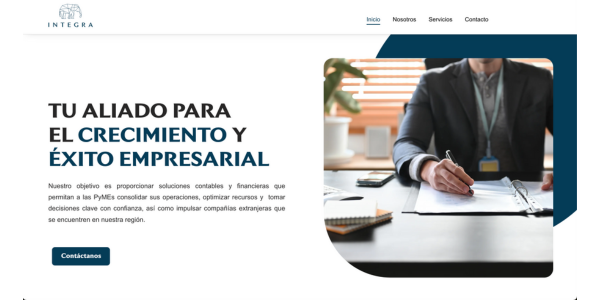 INTEGRA
Inicio Nosotros Servicios Contacto
TU ALIADO PARA
EL CRECIMIENTO Y
ÉXITO EMPRESARIAL
Nuestro objetivo es proporcionar soluciones contables y financieras que
permitan a las PyMEs consolidar sus operaciones, optimizar recursos y tomar
decisiones clave con confianza, así como impulsar compañías extranjeras que
se encuentren en nuestra región.
Contáctanos